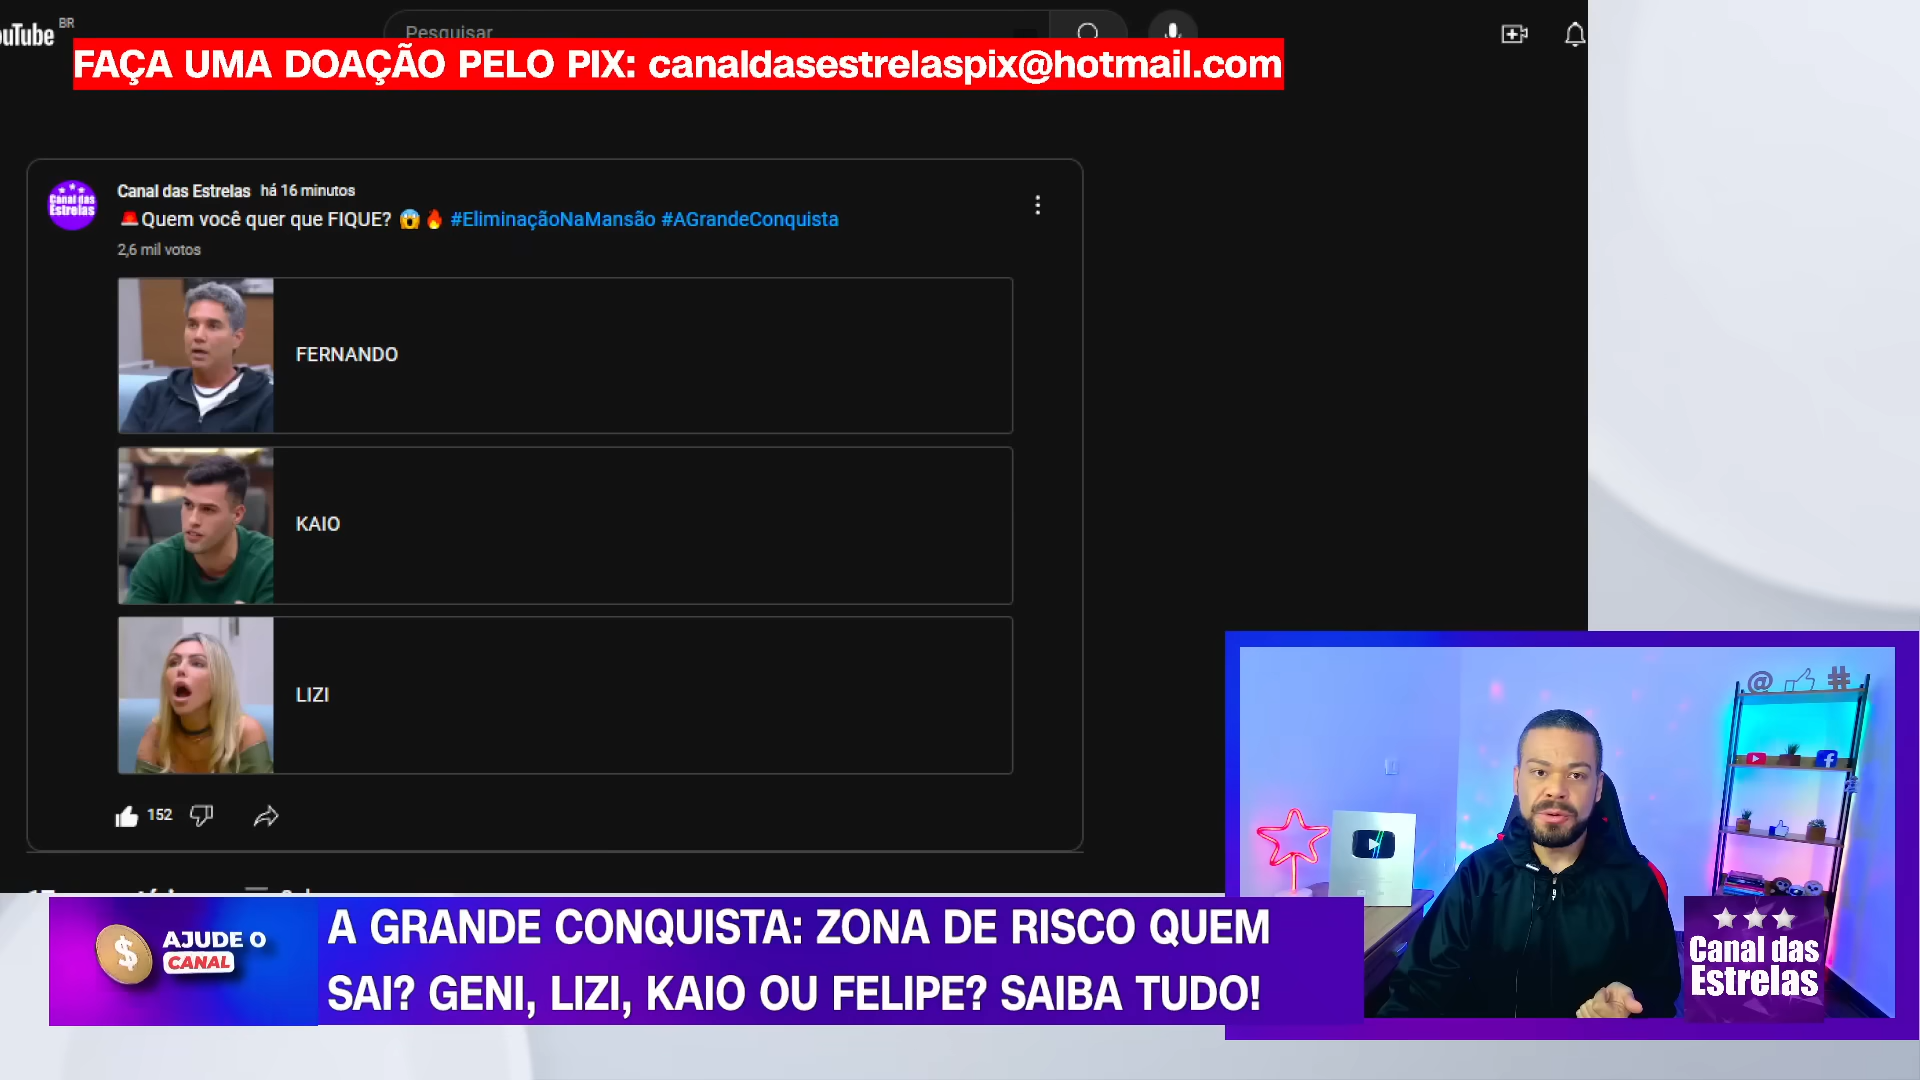 BR
Pesquisar
FAÇA UMA DOAÇÃO PELO PIX: canaldasestrelaspix@hotmail.com
Canal das Estrelas há 16 minutos
Quem você quer que FIQUE? #EliminaçãoNaMansão #AGrandeConquista
2,6 mil votos
Canal das
Estrelas
FERNANDO
KAIO
LIZI
152
@ #
AJUDE O
CANAL
A GRANDE CONQUISTA: ZONA DE RISCO QUEM
SAI? GENI, LIZI, KAIO OU FELIPE? SAIBA TUDO!
Canal das
Estrelas